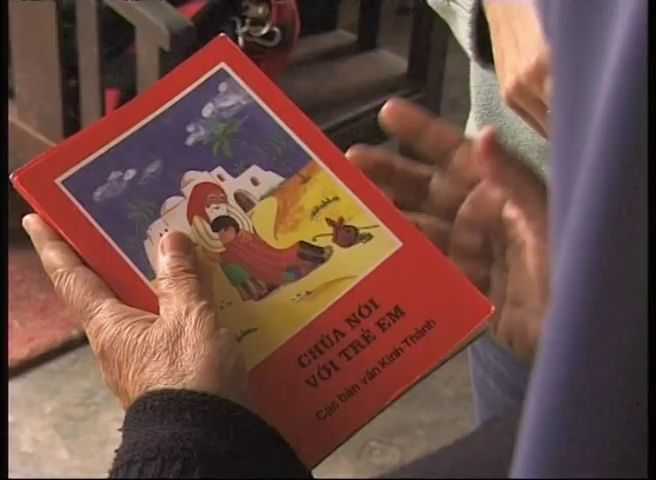 CHÚA NÓI
VỚI TRẺ EM
Các bản văn Kinh Thánh